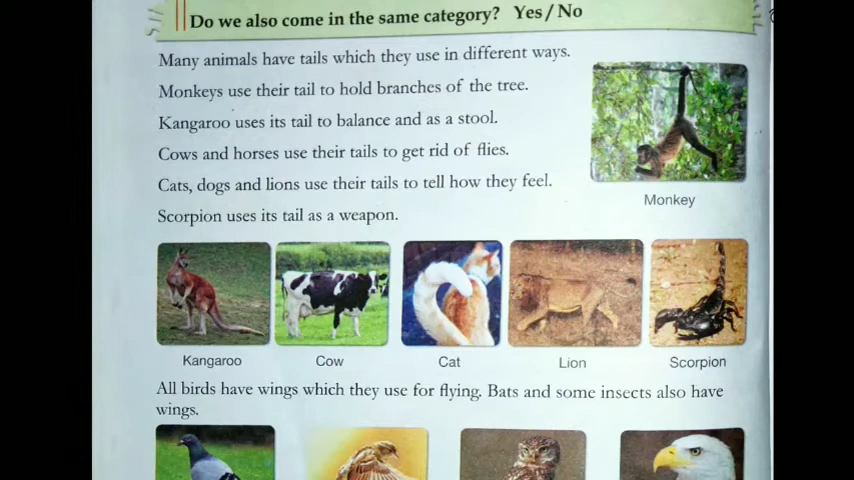 Do we also come in the same category? Yes / No
Many animals have tails which they use in different ways.
Monkeys use their tail to hold branches of the tree.
Kangaroo uses its tail to balance and as a stool.
Cows and horses use their tails to get rid of flies.
Cats, dogs and lions use their tails to tell how they feel.
Scorpion uses its tail as a weapon.
Monkey
Kangaroo
Cow
Cat
Lion
Scorpion
All birds have wings which they use for flying. Bats and some insects also have
wings.